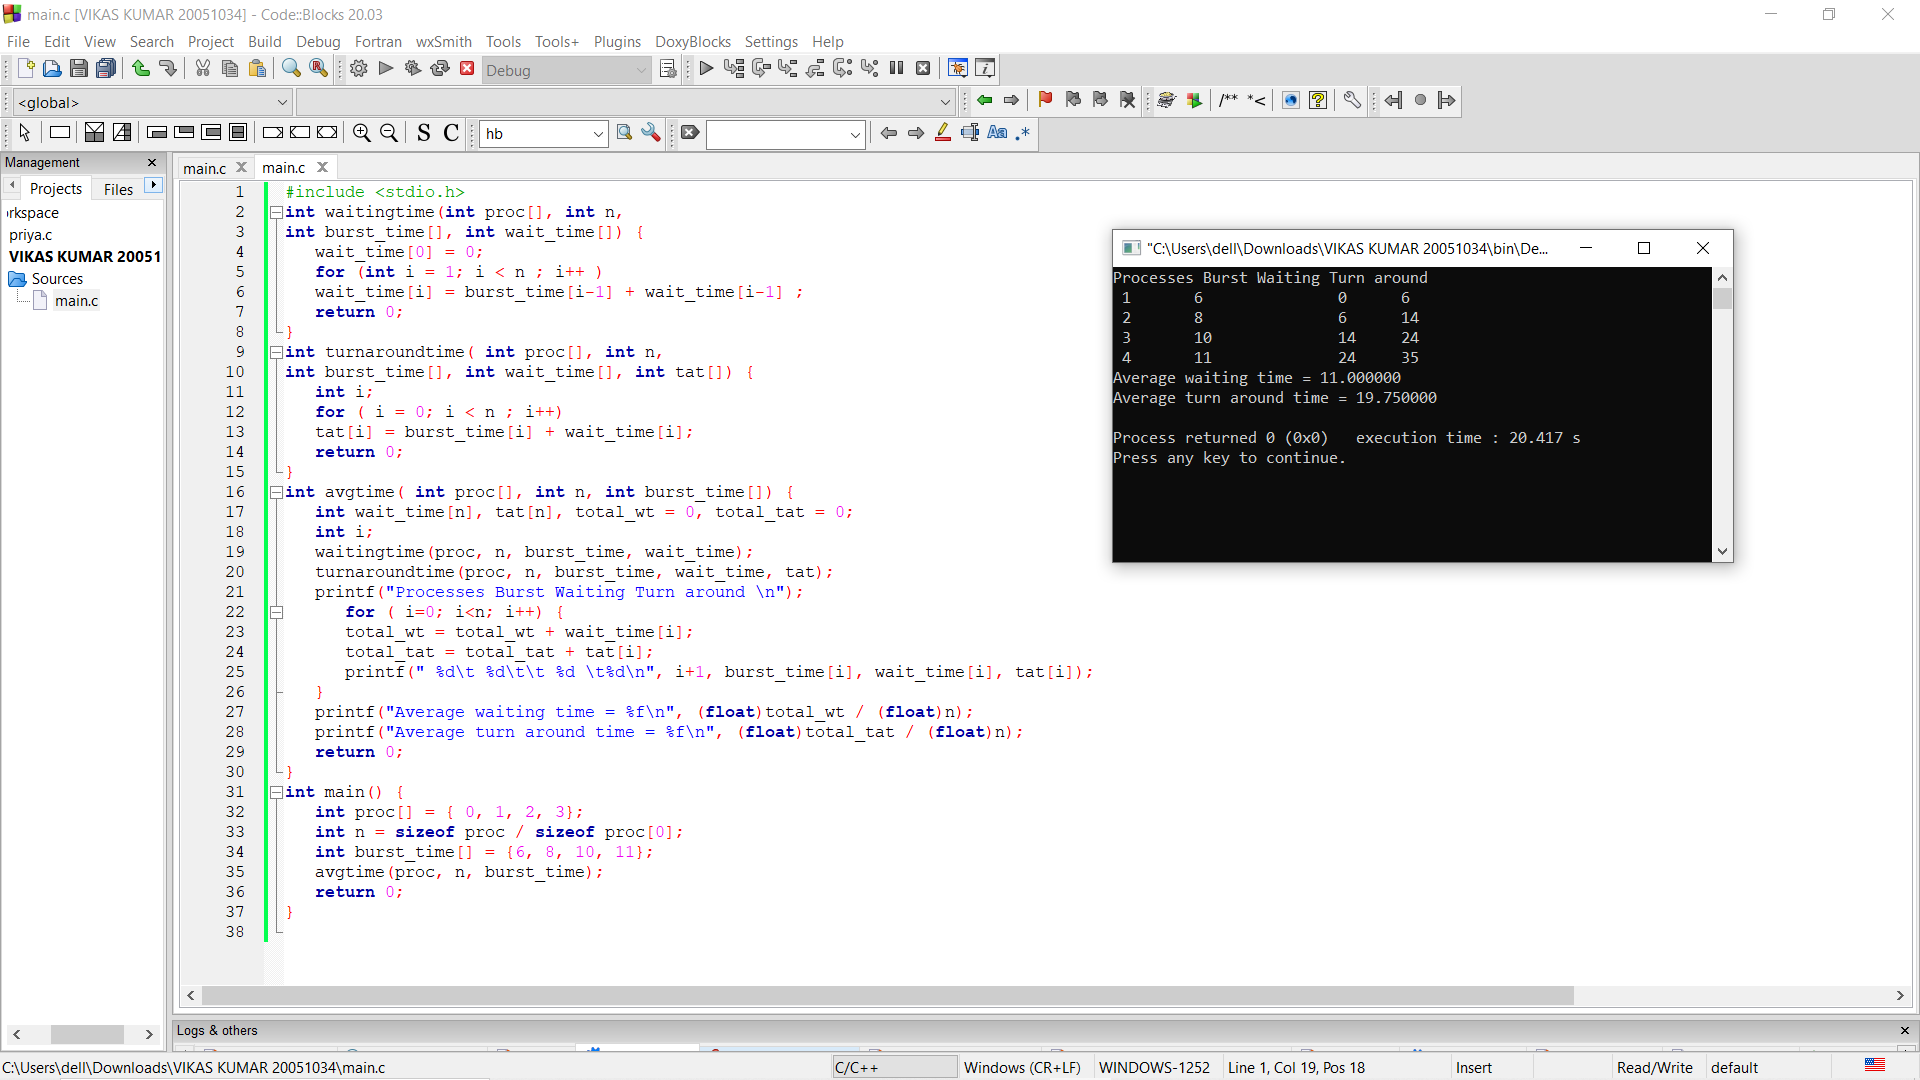 main.c [VIKAS KUMAR 20051034] - Code::Blocks 20.03
File Edit View Search Project Build Debug Fortran wxSmith Tools Tools+ Plugins DoxyBlocks Settings Help
Debug
<global>
/** *<
S C hb Aa .*
Management
Projects Files
rkspace
priya.c
VIKAS KUMAR 20051
Sources
main.c
main.c main.c
1 #include <stdio.h>
2 int waitingtime(int proc[], int n,
3 int burst_time[], int wait_time[]) {
4 wait_time[0] = 0;
5 for (int i = 1; i < n ; i++ )
6 wait_time[i] = burst_time[i-1] + wait_time[i-1] ;
7 return 0;
8 }
9 int turnaroundtime( int proc[], int n,
10 int burst_time[], int wait_time[], int tat[]) {
11 int i;
12 for ( i = 0; i < n ; i++)
13 tat[i] = burst_time[i] + wait_time[i];
14 return 0;
15 }
16 int avgtime( int proc[], int n, int burst_time[]) {
17 int wait_time[n], tat[n], total_wt = 0, total_tat = 0;
18 int i;
19 waitingtime(proc, n, burst_time, wait_time);
20 turnaroundtime(proc, n, burst_time, wait_time, tat);
21 printf("Processes Burst Waiting Turn around \n");
22 for ( i=0; i<n; i++) {
23 total_wt = total_wt + wait_time[i];
24 total_tat = total_tat + tat[i];
25 printf(" %d\t %d\t\t %d \t%d\n", i+1, burst_time[i], wait_time[i], tat[i]);
26 }
27 printf("Average waiting time = %f\n", (float)total_wt / (float)n);
28 printf("Average turn around time = %f\n", (float)total_tat / (float)n);
29 return 0;
30 }
31 int main() {
32 int proc[] = { 0, 1, 2, 3};
33 int n = sizeof proc / sizeof proc[0];
34 int burst_time[] = {6, 8, 10, 11};
35 avgtime(proc, n, burst_time);
36 return 0;
37 }
38
"C:\Users\dell\Downloads\VIKAS KUMAR 20051034\bin\De...
Processes Burst Waiting Turn around
1 6 0 6
2 8 6 14
3 10 14 24
4 11 24 35
Average waiting time = 11.000000
Average turn around time = 19.750000
Process returned 0 (0x0) execution time : 20.417 s
Press any key to continue.
Logs & others
C:\Users\dell\Downloads\VIKAS KUMAR 20051034\main.c C/C++ Windows (CR+LF) WINDOWS-1252 Line 1, Col 19, Pos 18 Insert Read/Write default